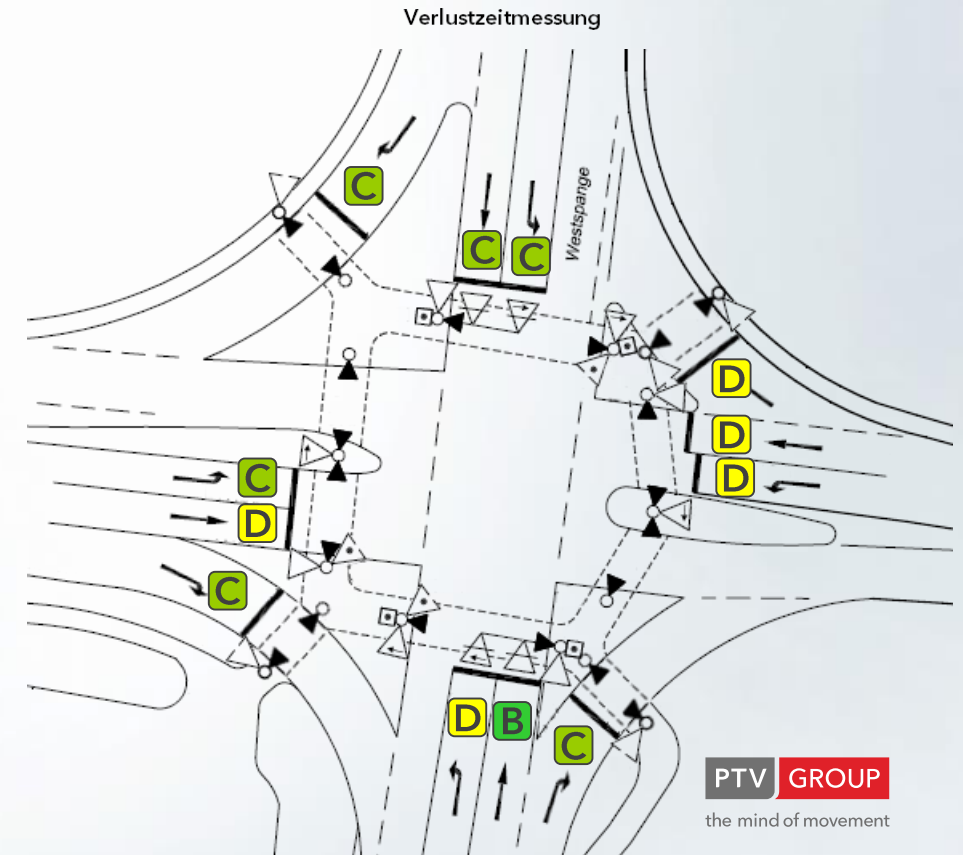 Verlustzeitmessung
C
Westspange
C
C
D
D
C
D
D
C
D
B
C
PTV GROUP
the mind of movement